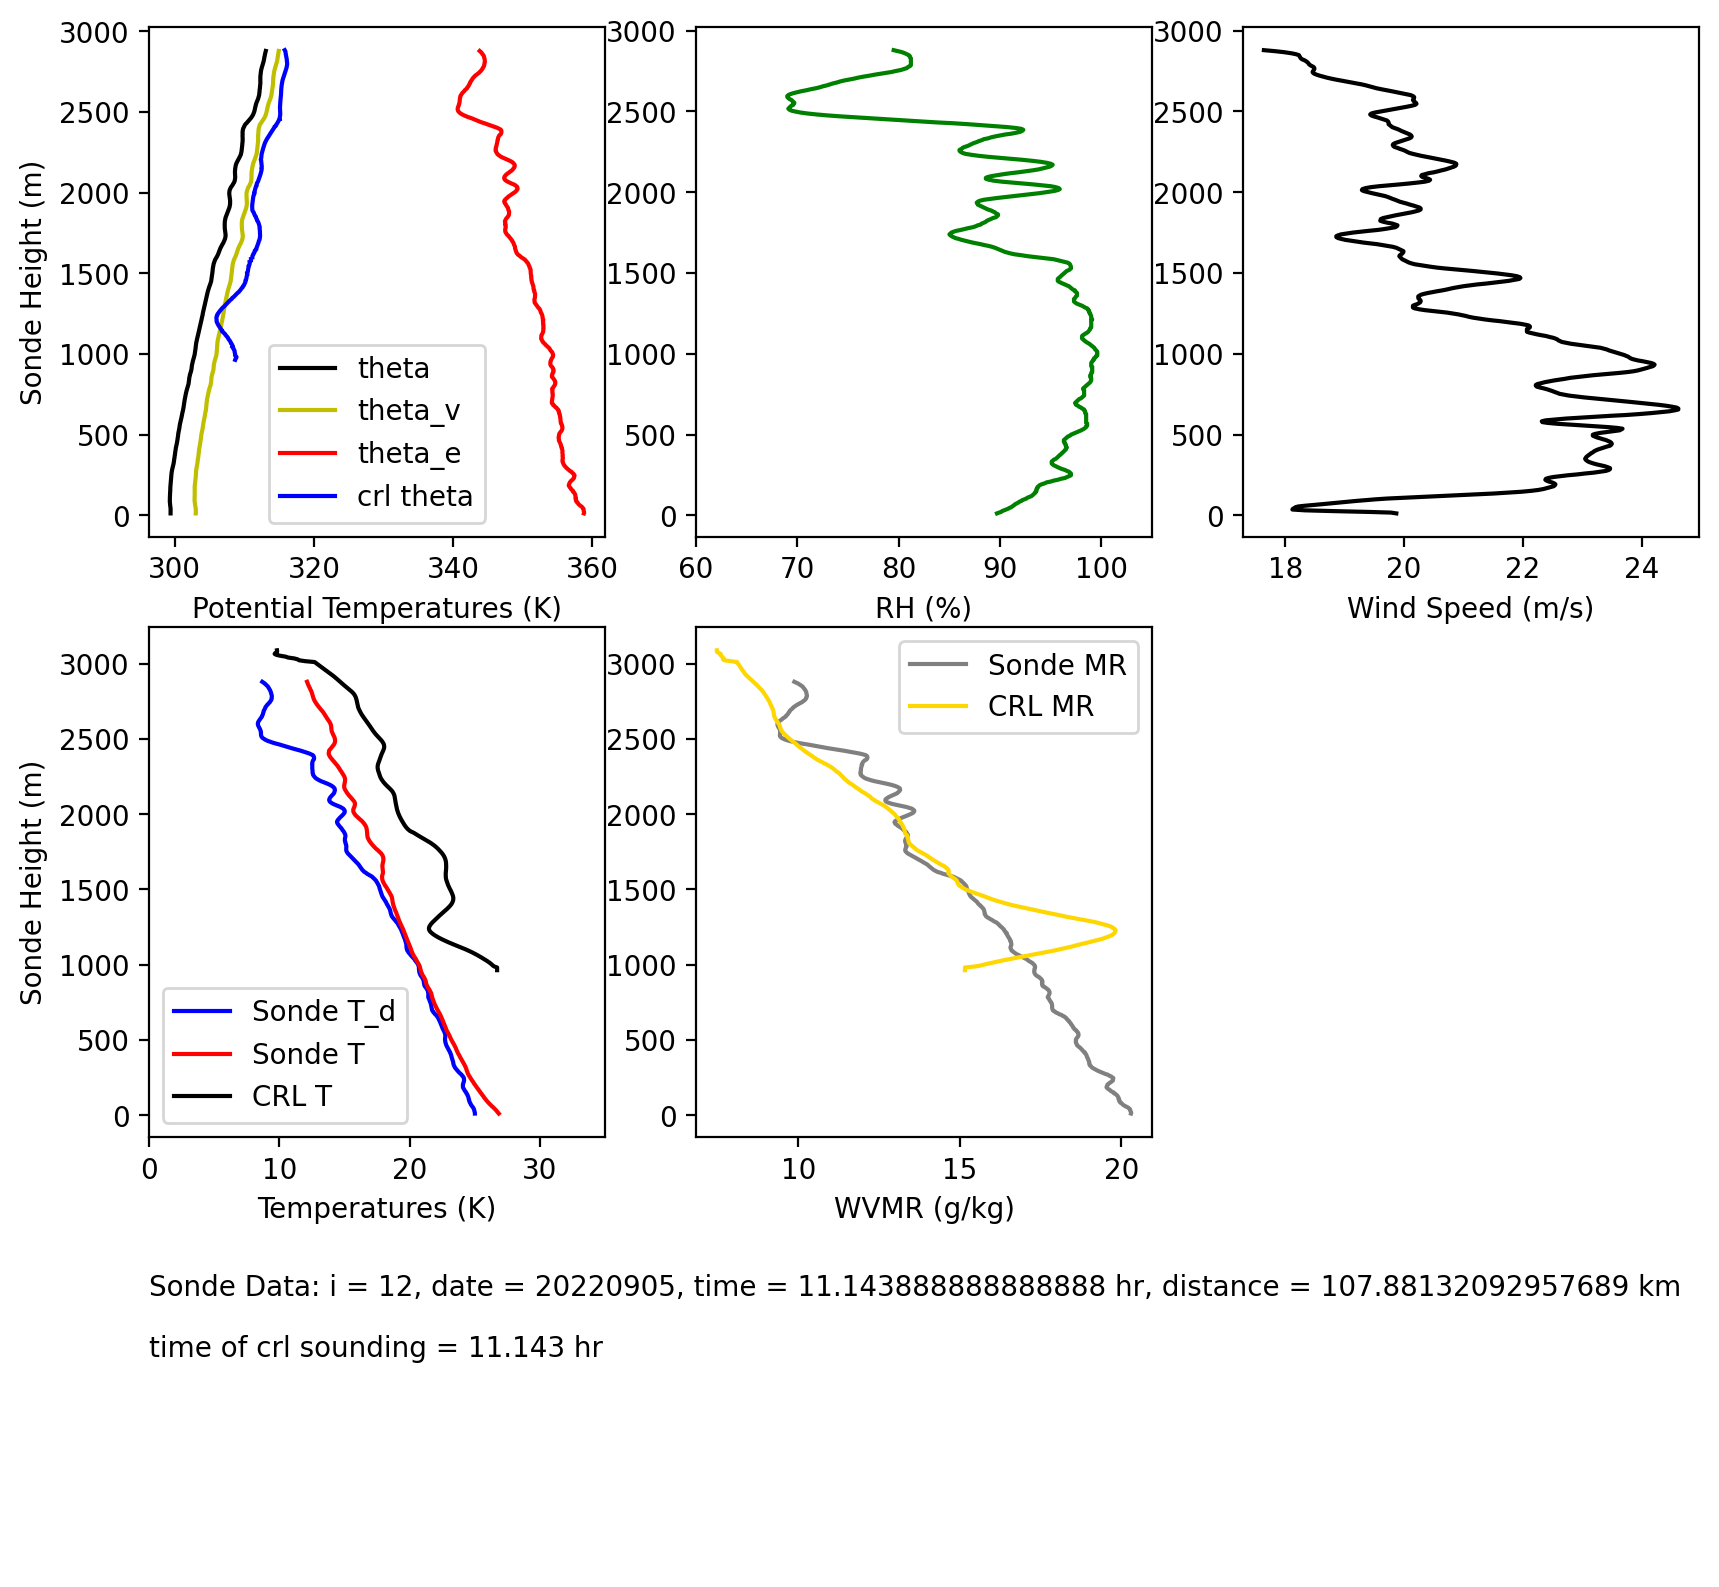 3000
2500
2000
1500
1000
500
0
Sonde Height (m)
300 320 340 360
Potential Temperatures (K)
theta
theta_v
theta_e
crl theta
3000
2500
2000
1500
1000
500
0
60 70 80 90 100
RH (%)
3000
2500
2000
1500
1000
500
0
18 20 22 24
Wind Speed (m/s)
3000
2500
2000
1500
1000
500
0
Sonde Height (m)
0 10 20 30
Temperatures (K)
Sonde T_d
Sonde T
CRL T
3000
2500
2000
1500
1000
500
0
10 15 20
WVMR (g/kg)
Sonde MR
CRL MR
Sonde Data: i = 12, date = 20220905, time = 11.143888888888888 hr, distance = 107.88132092957689 km
time of crl sounding = 11.143 hr